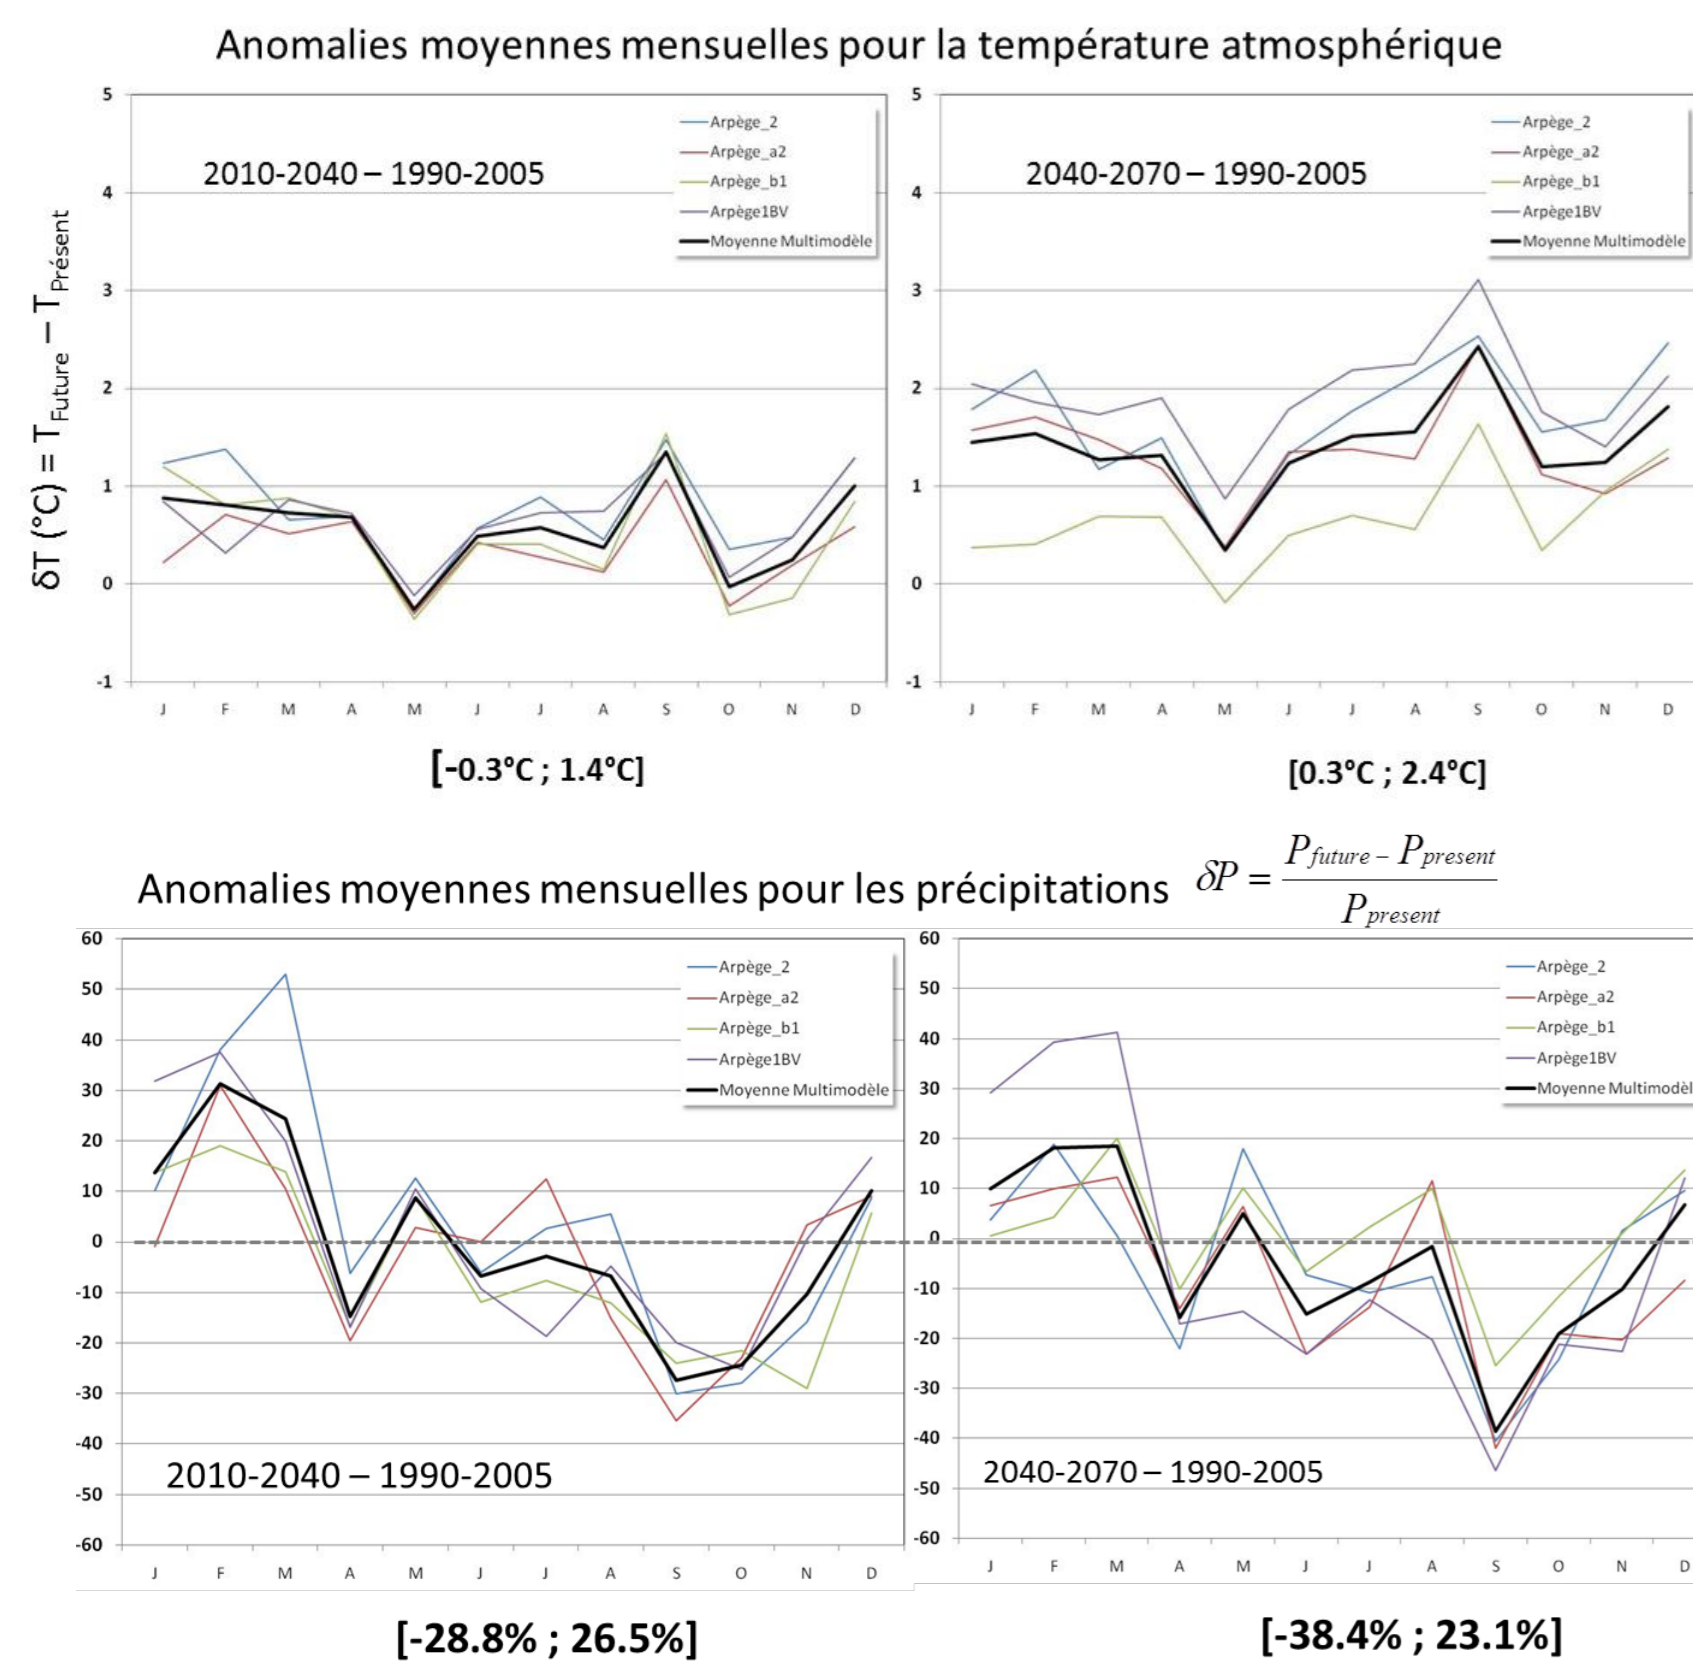 Anomalies moyennes mensuelles pour la température atmosphérique
δT (°C) = T_Future – T_Présent
5
4
3
2
1
0
-1
2010-2040 – 1990-2005
Arpège_2
Arpège_a2
Arpège_b1
Arpège1BV
Moyenne Multimodèle
J F M A M J J A S O N D
[-0.3°C ; 1.4°C]
5
4
3
2
1
0
-1
2040-2070 – 1990-2005
Arpège_2
Arpège_a2
Arpège_b1
Arpège1BV
Moyenne Multimodèle
J F M A M J J A S O N D
[0.3°C ; 2.4°C]
Anomalies moyennes mensuelles pour les précipitations δP = (P_future – P_present) / P_present
60
50
40
30
20
10
0
-10
-20
-30
-40
-50
-60
Arpège_2
Arpège_a2
Arpège_b1
Arpège1BV
Moyenne Multimodèle
2010-2040 – 1990-2005
J F M A M J J A S O N D
[-28.8% ; 26.5%]
60
50
40
30
20
10
0
-10
-20
-30
-40
-50
-60
Arpège_2
Arpège_a2
Arpège_b1
Arpège1BV
Moyenne Multimodèl
2040-2070 – 1990-2005
J F M A M J J A S O N D
[-38.4% ; 23.1%]